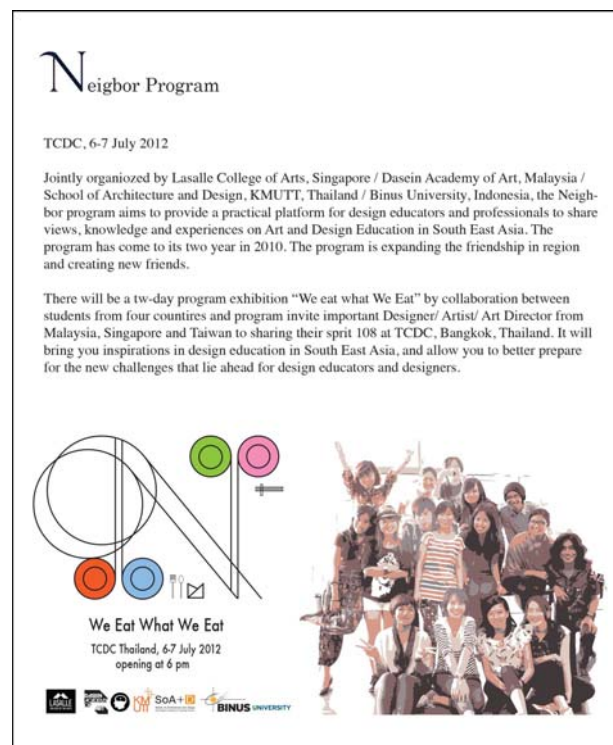 Neigbor Program
TCDC, 6-7 July 2012
Jointly organiozed by Lasalle College of Arts, Singapore / Dasein Academy of Art, Malaysia /
School of Architecture and Design, KMUTT, Thailand / Binus University, Indonesia, the Neigh-
bor program aims to provide a practical platform for design educators and professionals to share
views, knowledge and experiences on Art and Design Education in South East Asia. The
program has come to its two year in 2010. The program is expanding the friendship in region
and creating new friends.
There will be a tw-day program exhibition “We eat what We Eat” by collaboration between
students from four countires and program invite important Designer/ Artist/ Art Director from
Malaysia, Singapore and Taiwan to sharing their sprit 108 at TCDC, Bangkok, Thailand. It will
bring you inspirations in design education in South East Asia, and allow you to better prepare
for the new challenges that lie ahead for design educators and designers.
We Eat What We Eat
TCDC Thailand, 6-7 July 2012
opening at 6 pm
LASALLE
KMUTT
SoA+D
BINUS UNIVERSITY